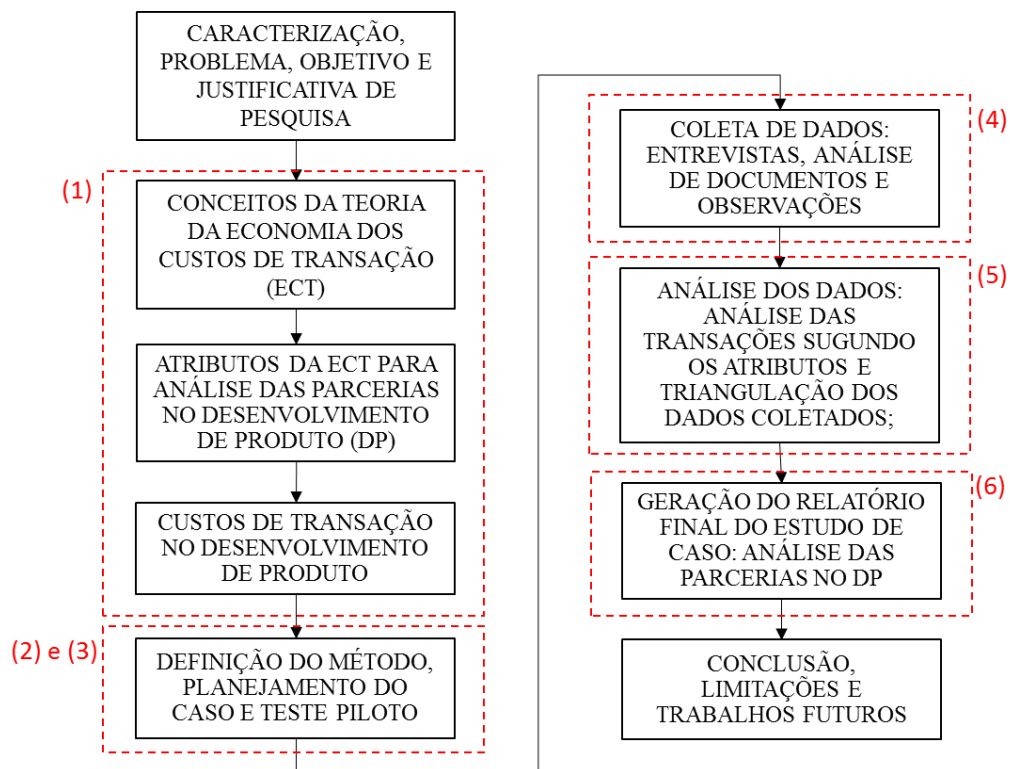 CARACTERIZAÇÃO,
PROBLEMA, OBJETIVO E
JUSTIFICATIVA DE
PESQUISA
(1)
CONCEITOS DA TEORIA
DA ECONOMIA DOS
CUSTOS DE TRANSAÇÃO
(ECT)
ATRIBUTOS DA ECT PARA
ANÁLISE DAS PARCERIAS
NO DESENVOLVIMENTO
DE PRODUTO (DP)
CUSTOS DE TRANSAÇÃO
NO DESENVOLVIMENTO
DE PRODUTO
(2) e (3)
DEFINIÇÃO DO MÉTODO,
PLANEJAMENTO DO
CASO E TESTE PILOTO
(4)
COLETA DE DADOS:
ENTREVISTAS, ANÁLISE
DE DOCUMENTOS E
OBSERVAÇÕES
(5)
ANÁLISE DOS DADOS:
ANÁLISE DAS
TRANSAÇÕES SUGUNDO
OS ATRIBUTOS E
TRIANGULAÇÃO DOS
DADOS COLETADOS;
(6)
GERAÇÃO DO RELATÓRIO
FINAL DO ESTUDO DE
CASO: ANÁLISE DAS
PARCERIAS NO DP
CONCLUSÃO,
LIMITAÇÕES E
TRABALHOS FUTUROS